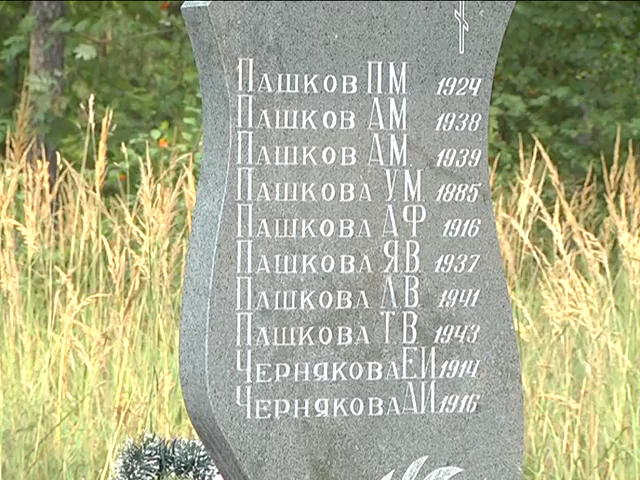 Пашков П М 1924
Пашков А М 1938
Пашков А М. 1939
Пашкова У М. 1885
Пашкова А Ф 1916
Пашкова Я В. 1937
Пашкова Л В. 1941
Пашкова Т. В. 1943
Чернякова Е И 1914
Чернякова А И 1916